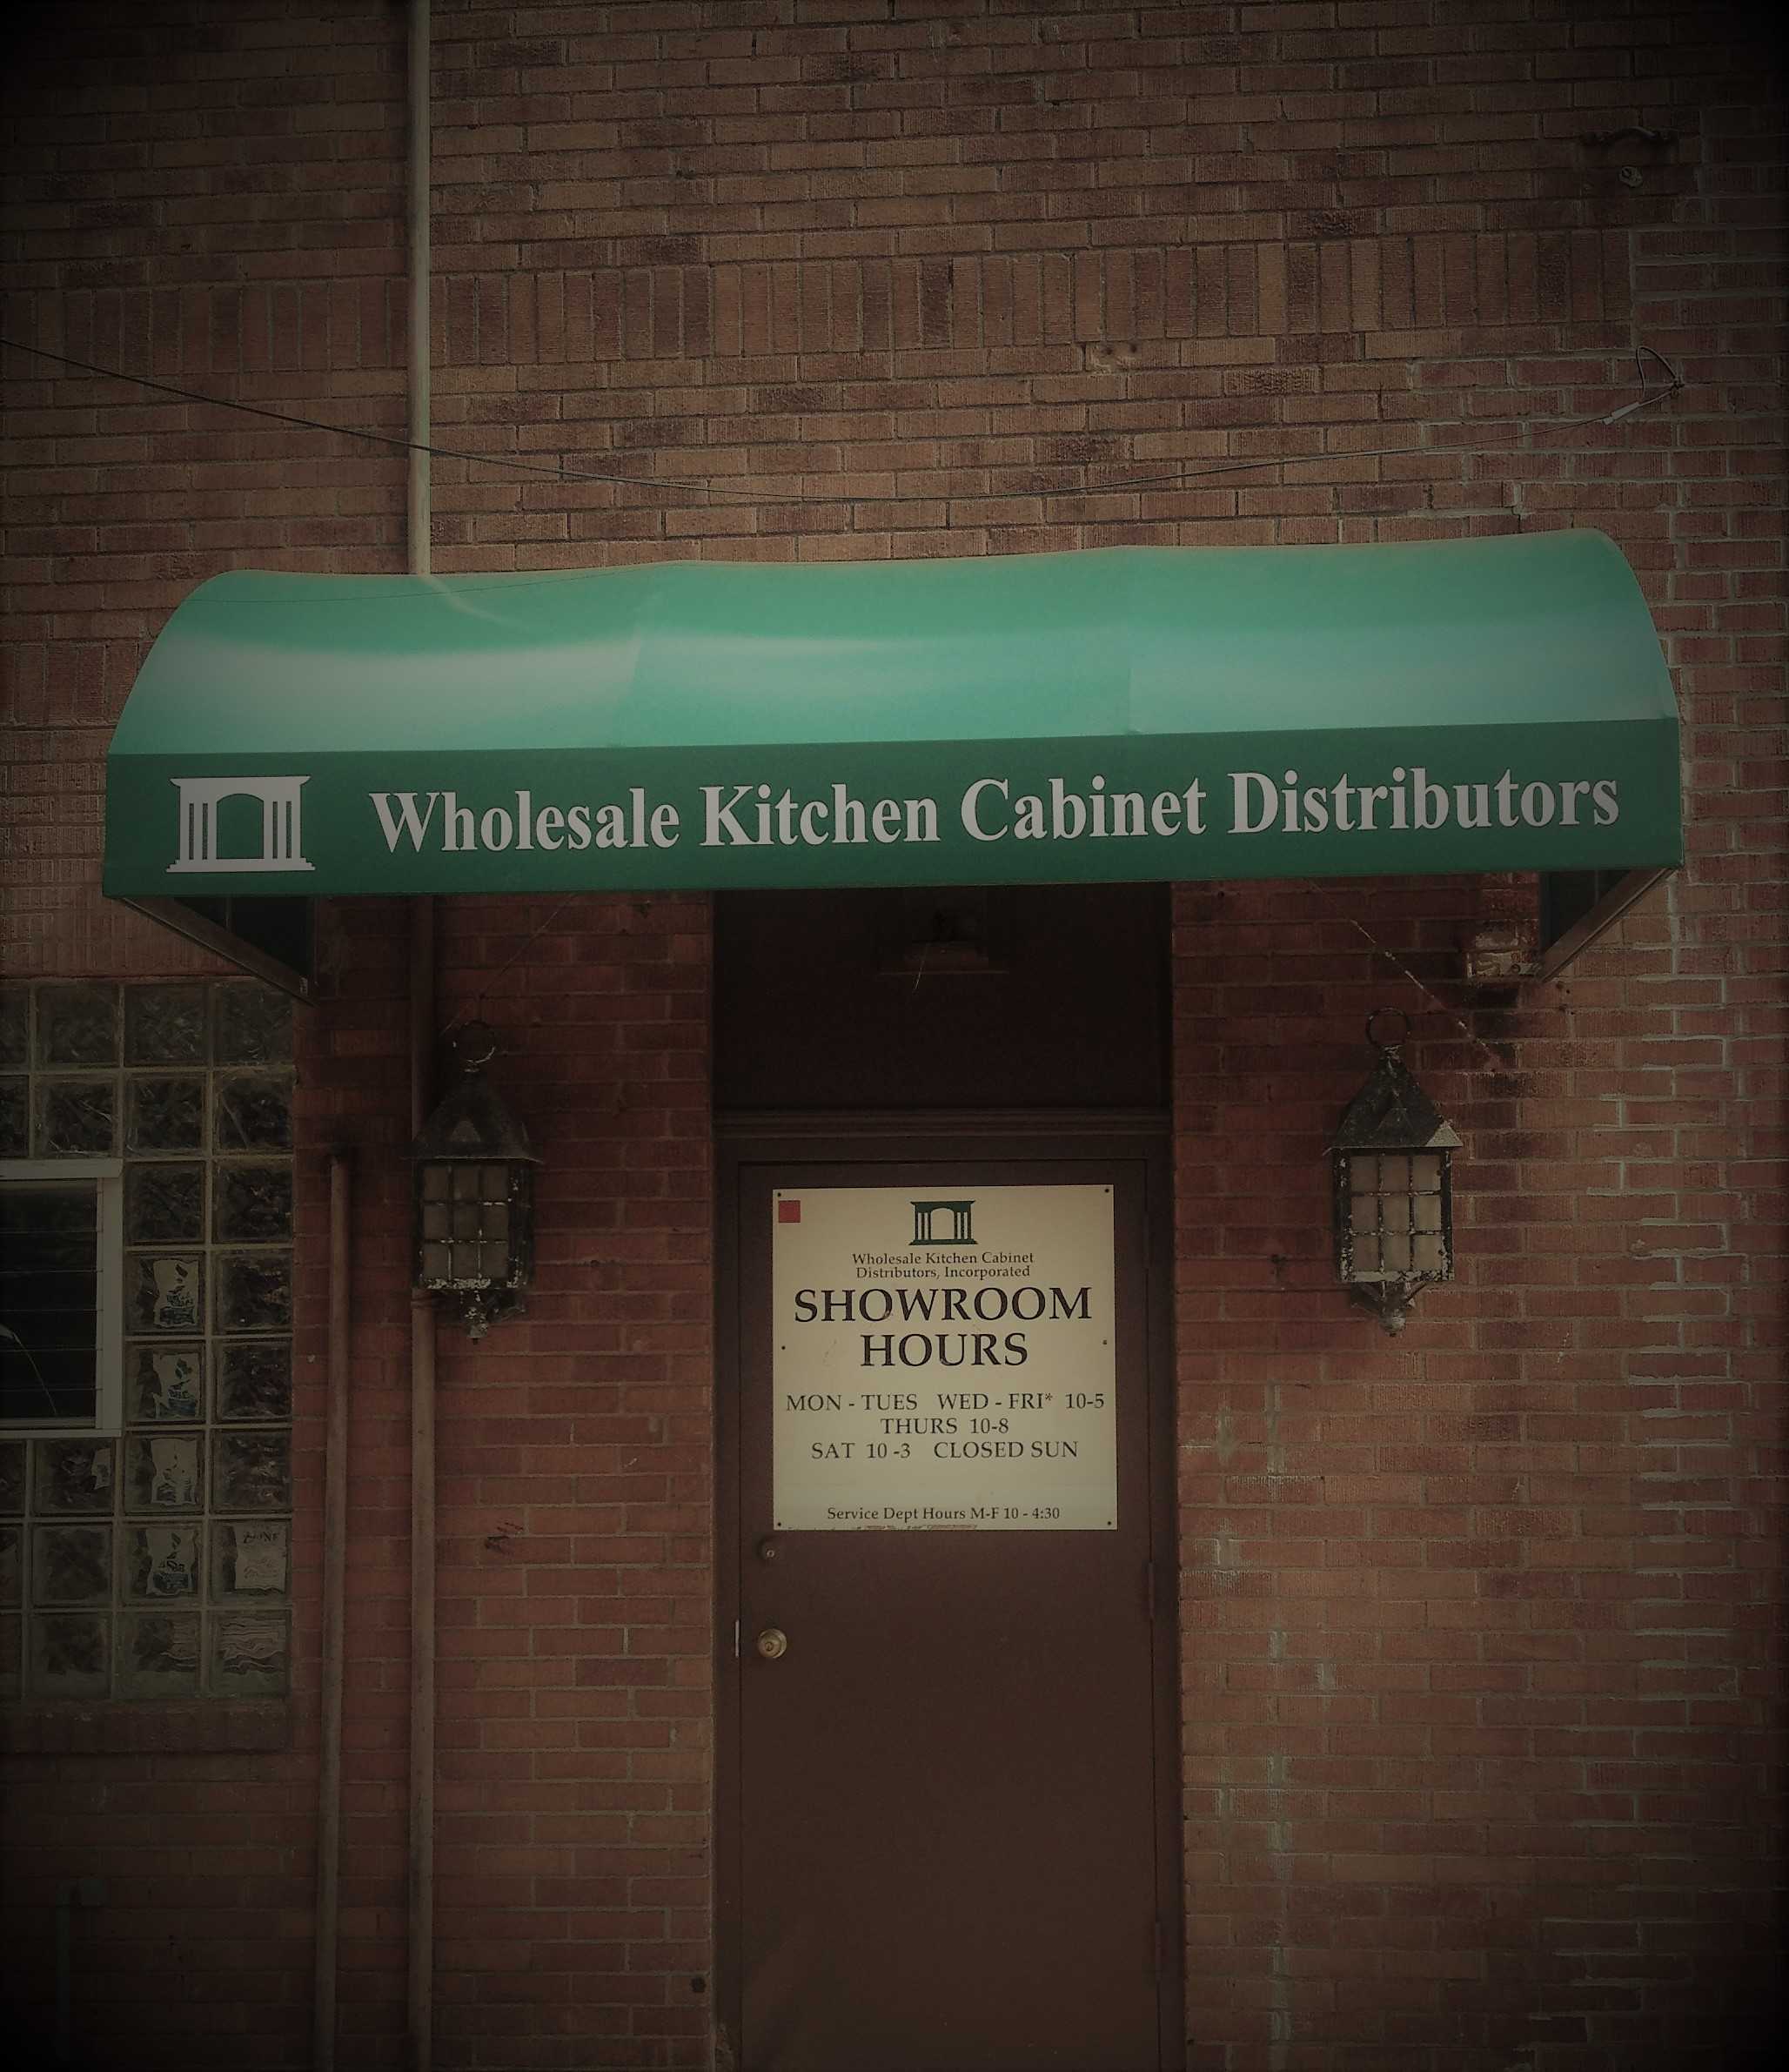 Wholesale Kitchen Cabinet Distributors
Wholesale Kitchen Cabinet
Distributors, Incorporated
SHOWROOM
HOURS
MON - TUES WED - FRI* 10-5
THURS 10-8
SAT 10 -3 CLOSED SUN
Service Dept Hours M-F 10 - 4:30